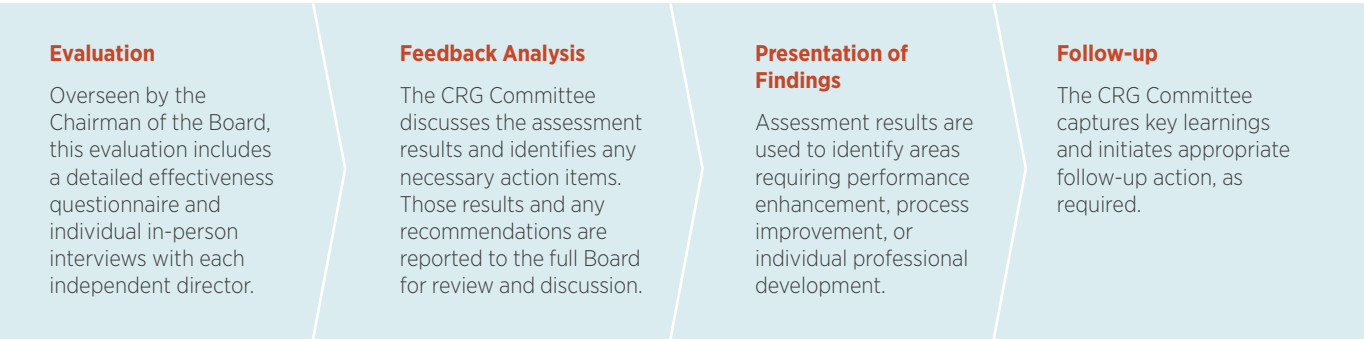 Evaluation
Overseen by the
Chairman of the Board,
this evaluation includes
a detailed effectiveness
questionnaire and
individual in-person
interviews with each
independent director.
Feedback Analysis
The CRG Committee
discusses the assessment
results and identifies any
necessary action items.
Those results and any
recommendations are
reported to the full Board
for review and discussion.
Presentation of
Findings
Assessment results are
used to identify areas
requiring performance
enhancement, process
improvement, or
individual professional
development.
Follow-up
The CRG Committee
captures key learnings
and initiates appropriate
follow-up action, as
required.